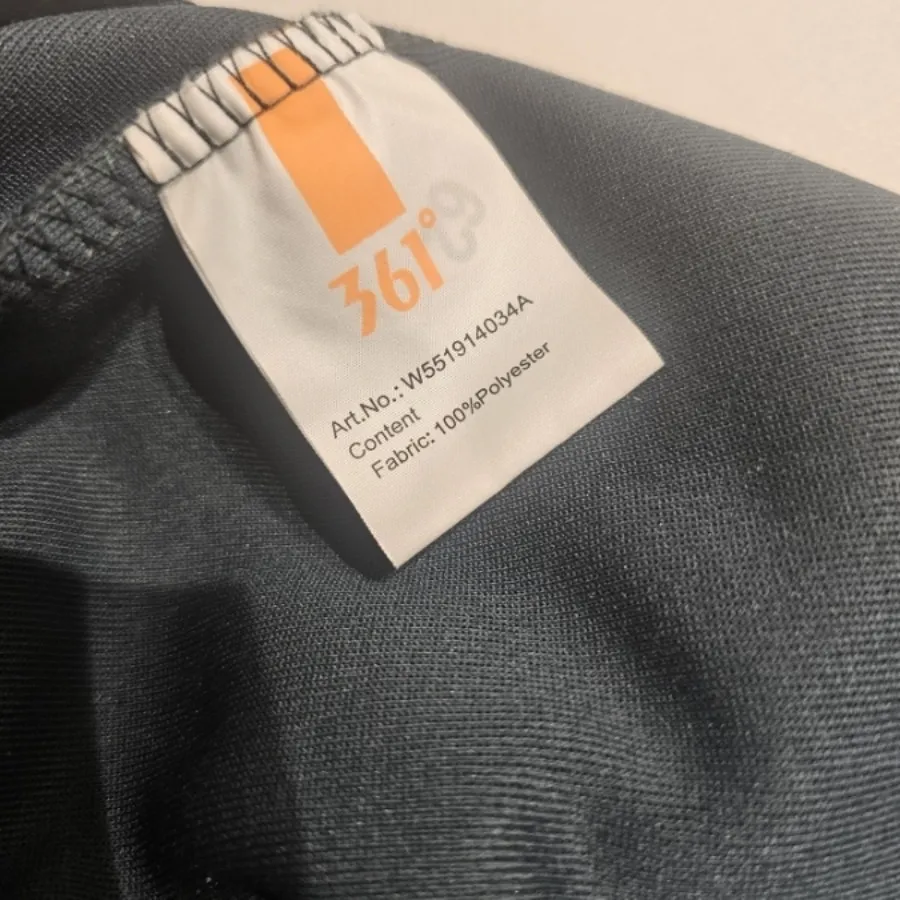 361°
Art.No.: W551914034A
Content
Fabric: 100%Polyester